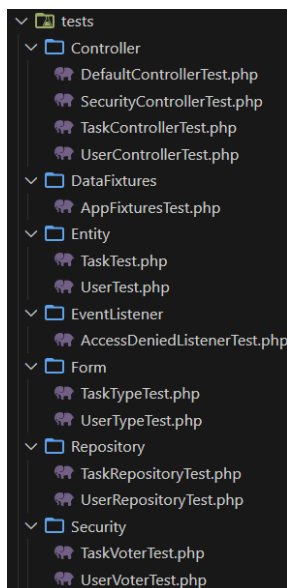 tests
Controller
DefaultControllerTest.php
SecurityControllerTest.php
TaskControllerTest.php
UserControllerTest.php
DataFixtures
AppFixturesTest.php
Entity
TaskTest.php
UserTest.php
EventListener
AccessDeniedListenerTest.php
Form
TaskTypeTest.php
UserTypeTest.php
Repository
TaskRepositoryTest.php
UserRepositoryTest.php
Security
TaskVoterTest.php
UserVoterTest.php